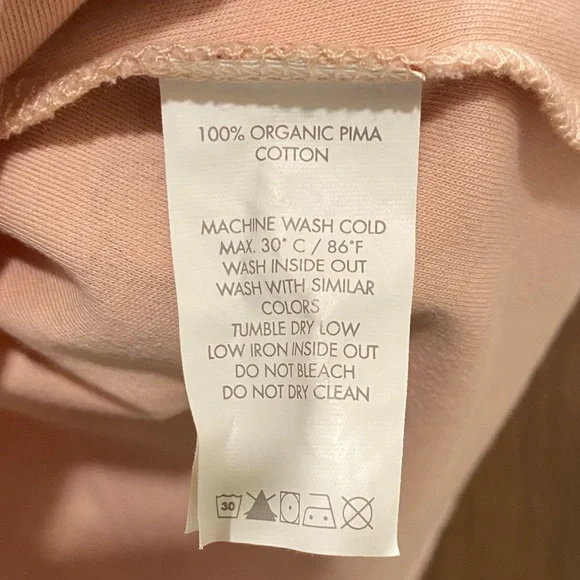 100% ORGANIC PIMA
COTTON
MACHINE WASH COLD
MAX. 30° C / 86°F
WASH INSIDE OUT
WASH WITH SIMILAR
COLORS
TUMBLE DRY LOW
LOW IRON INSIDE OUT
DO NOT BLEACH
DO NOT DRY CLEAN
30